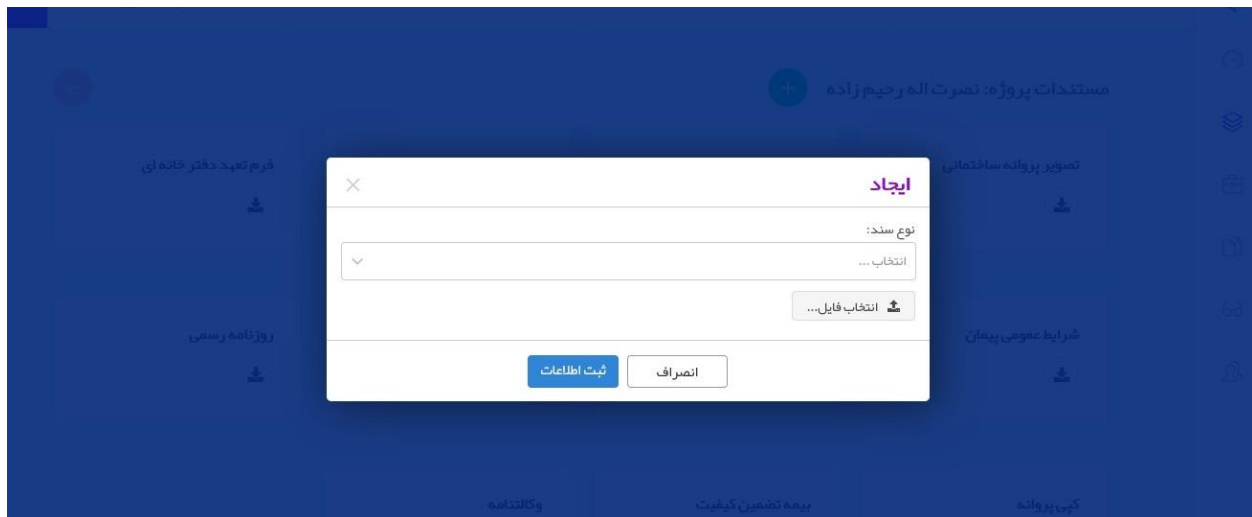 مستندات پروژه: نصرت اله رحیم زاده
تصویر پروانه ساختمانی
فرم تعهد دفتر خانه ای
ایجاد
نوع سند:
انتخاب ...
انتخاب فایل...
انصراف
ثبت اطلاعات
شرایط عمومی پیمان
روزنامه رسمی
کپی پروانه
بیمه تضمین کیفیت
وکالتنامه